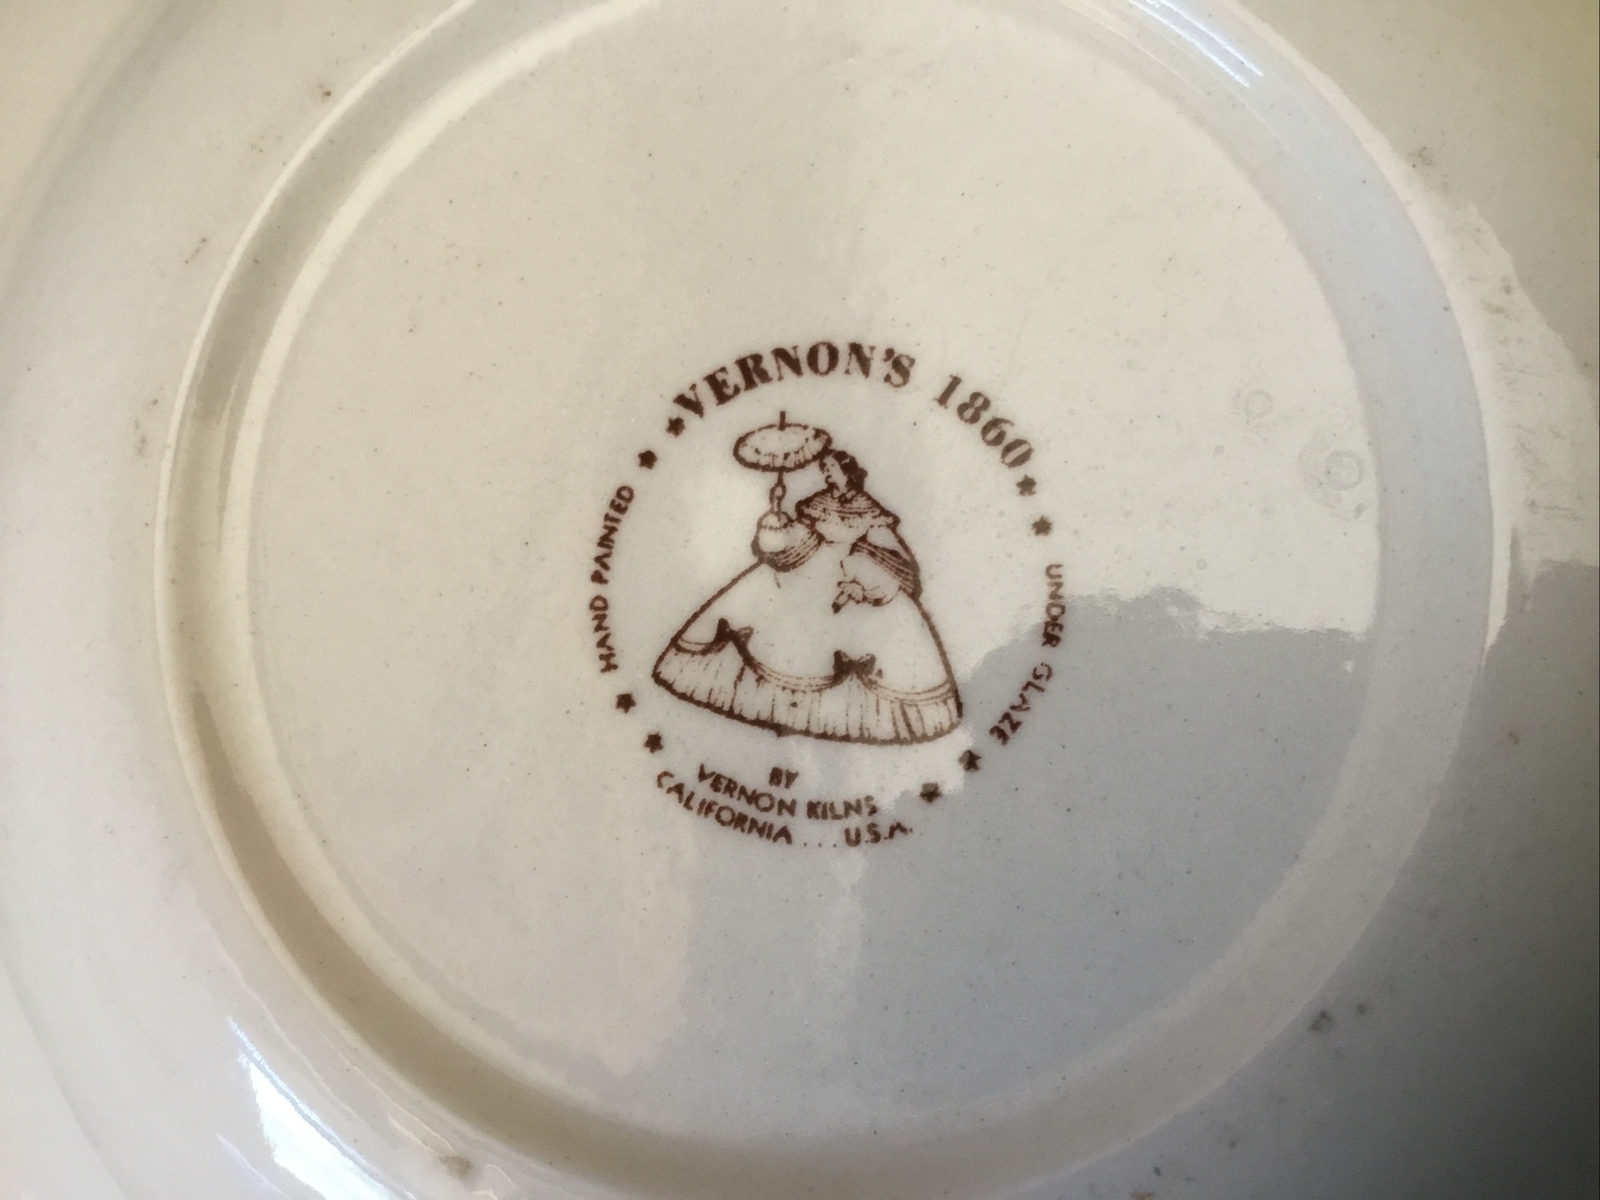 VERNON'S 1860
HAND PAINTED
UNDER GLAZE
BY
VERNON KILNS
CALIFORNIA ... U.S.A.